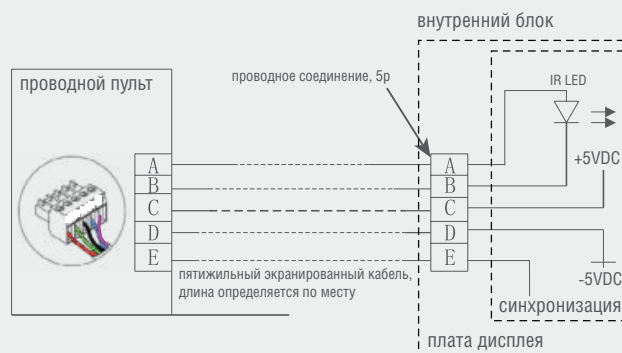 внутренний блок
проводной пульт
проводное соединение, 5p
IR LED
+5VDC
A
B
C
D
E
A
B
C
D
E
пятижильный экранированный кабель,
длина определяется по месту
-5VDC
синхронизация
плата дисплея